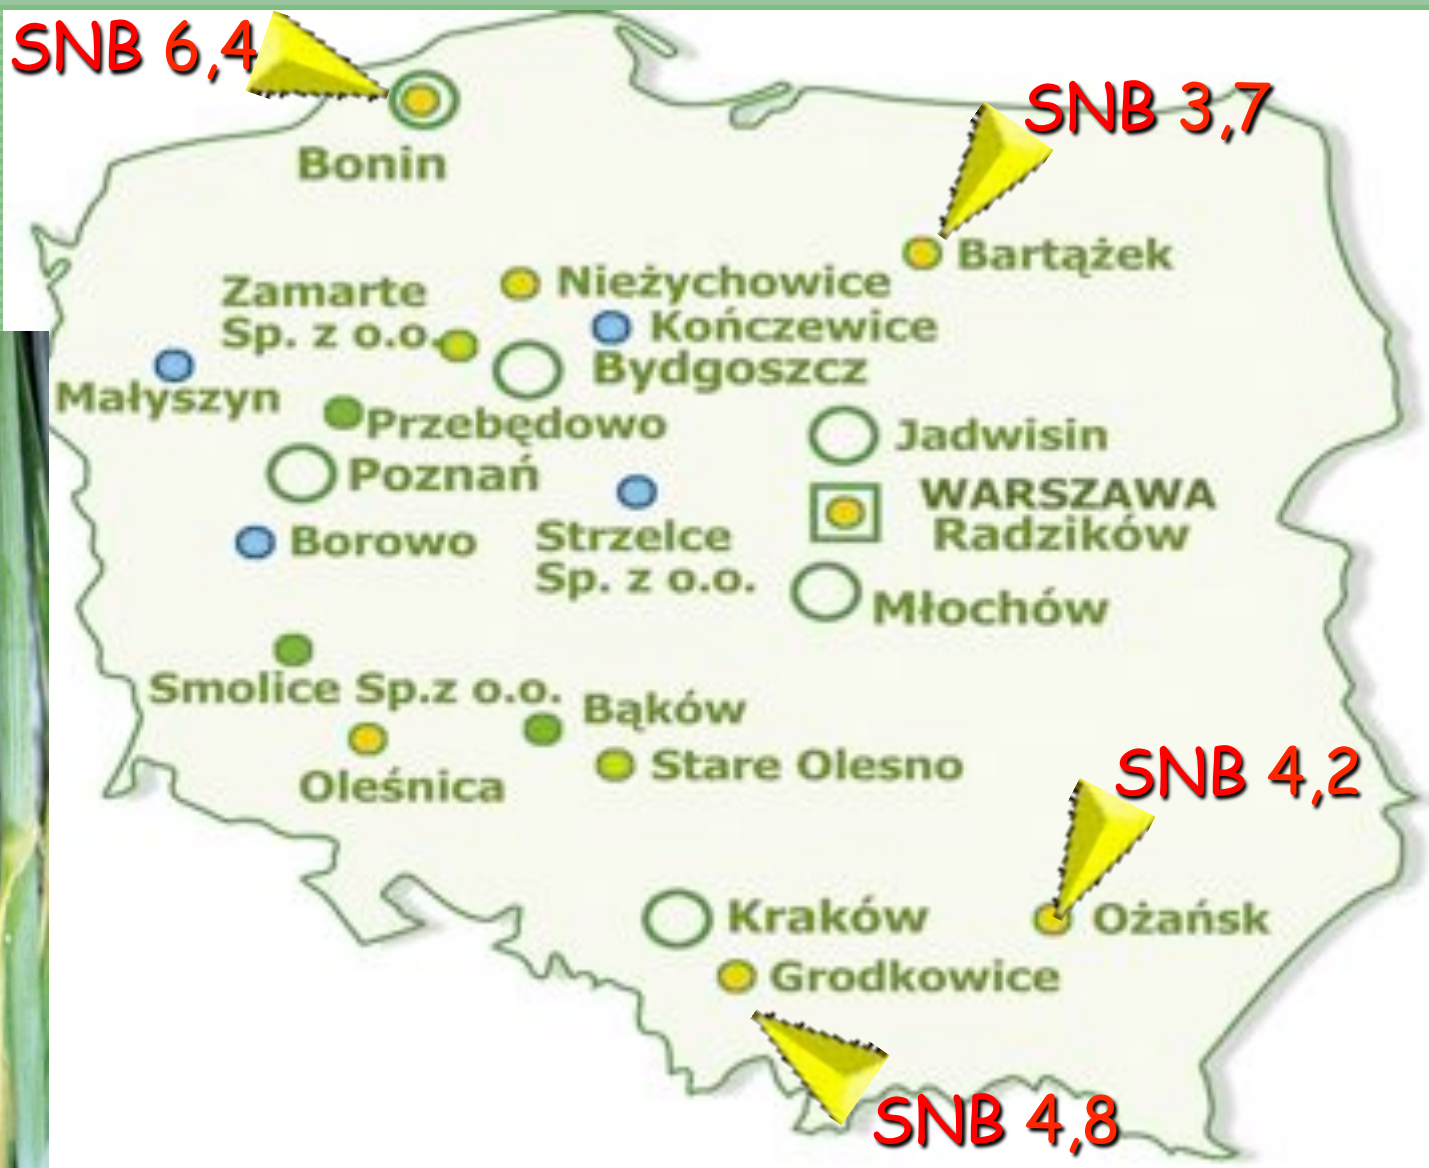 SNB 6,4
SNB 3,7
Bonin
Bartążek
Zamarte
Sp. z o.o.
Nieżychowice
Kończewice
Bydgoszcz
Małyszyn
Przebędowo
Jadwisin
Poznań
WARSZAWA
Radzików
Borowo
Strzelce
Sp. z o.o.
Młochów
Smolice Sp.z o.o.
Bąków
Stare Olesno
Oleśnica
SNB 4,2
Kraków
Ożańsk
Grodkowice
SNB 4,8